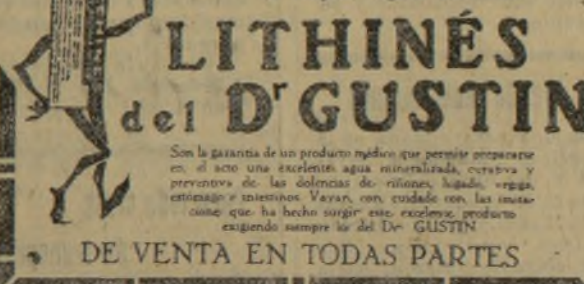 LITHINÉS
del Dr GUSTIN
Son la garantia de un producto médico que permite prepararse
en el acto una excelente agua mineralizada, curativa y
preventiva de las dolencias de riñones, hígado, vegiga,
estómago e intestinos. Vayan con cuidado con las imita-
ciones que ha hecho surgir este excelente producto
exigiendo siempre los del Dr. GUSTIN
DE VENTA EN TODAS PARTES